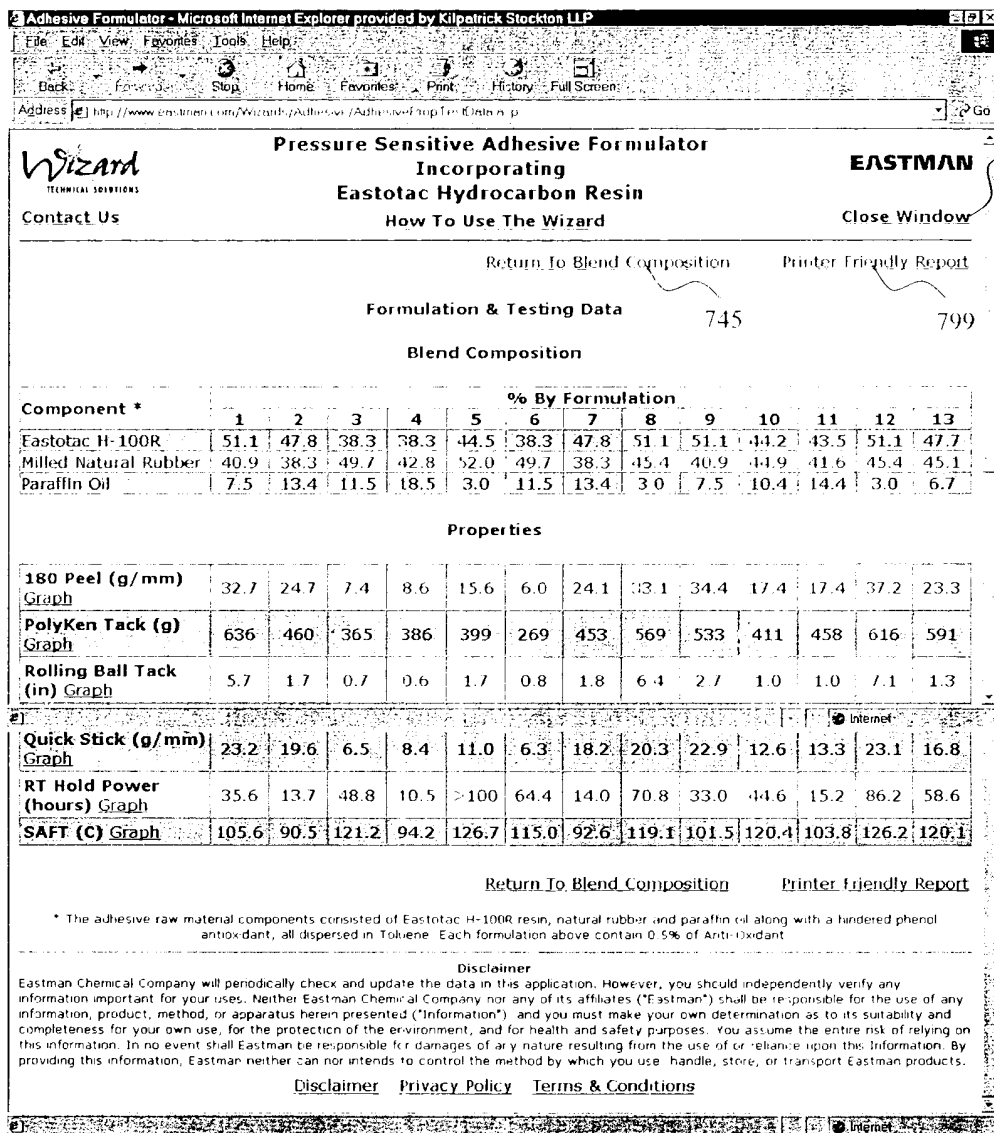 Adhesive Formulator - Microsoft Internet Explorer provided by Kilpatrick Stockton LLP
File Edit View Favorites Tools Help
Back Forward Stop Home Favorites Print History Full Screen
Address http://www.eastman.com/Wizards/Adhesive/AdhesivePropTestData.asp Go
Wizard
TECHNICAL SOLUTIONS
Pressure Sensitive Adhesive Formulator
Incorporating
Eastotac Hydrocarbon Resin
EASTMAN
Contact Us How To Use The Wizard Close Window
Return To Blend Composition Printer Friendly Report
745 799
Formulation & Testing Data
Blend Composition
Component * % By Formulation
1 2 3 4 5 6 7 8 9 10 11 12 13
Eastotac H-100R 51.1 47.8 38.3 38.3 44.5 38.3 47.8 51.1 51.1 44.2 43.5 51.1 47.7
Milled Natural Rubber 40.9 38.3 49.7 42.8 52.0 49.7 38.3 45.4 40.9 44.9 41.6 45.4 45.1
Paraffin Oil 7.5 13.4 11.5 18.5 3.0 11.5 13.4 3.0 7.5 10.4 14.4 3.0 6.7
Properties
180 Peel (g/mm) Graph 32.7 24.7 7.4 8.6 15.6 6.0 24.1 33.1 34.4 17.4 17.4 37.2 23.3
PolyKen Tack (g) Graph 636 460 365 386 399 269 453 569 533 411 458 616 591
Rolling Ball Tack (in) Graph 5.7 1.7 0.7 0.6 1.7 0.8 1.8 6.4 2.7 1.0 1.0 7.1 1.3
Internet
Quick Stick (g/mm) Graph 23.2 19.6 6.5 8.4 11.0 6.3 18.2 20.3 22.9 12.6 13.3 23.1 16.8
RT Hold Power (hours) Graph 35.6 13.7 48.8 10.5 >100 64.4 14.0 70.8 33.0 44.6 15.2 86.2 58.6
SAFT (C) Graph 105.6 90.5 121.2 94.2 126.7 115.0 92.6 119.1 101.5 120.4 103.8 126.2 120.1
Return To Blend Composition Printer Friendly Report
* The adhesive raw material components consisted of Eastotac H-100R resin, natural rubber and paraffin oil along with a hindered phenol
antioxidant, all dispersed in Toluene. Each formulation above contain 0.5% of Anti-Oxidant
Disclaimer
Eastman Chemical Company will periodically check and update the data in this application. However, you should independently verify any
information important for your uses. Neither Eastman Chemical Company nor any of its affiliates ("Eastman") shall be responsible for the use of any
information, product, method, or apparatus herein presented ("Information") and you must make your own determination as to its suitability and
completeness for your own use, for the protection of the environment, and for health and safety purposes. You assume the entire risk of relying on
this information. In no event shall Eastman be responsible for damages of any nature resulting from the use of or reliance upon this Information. By
providing this information, Eastman neither can nor intends to control the method by which you use handle, store, or transport Eastman products.
Disclaimer Privacy Policy Terms & Conditions
Internet